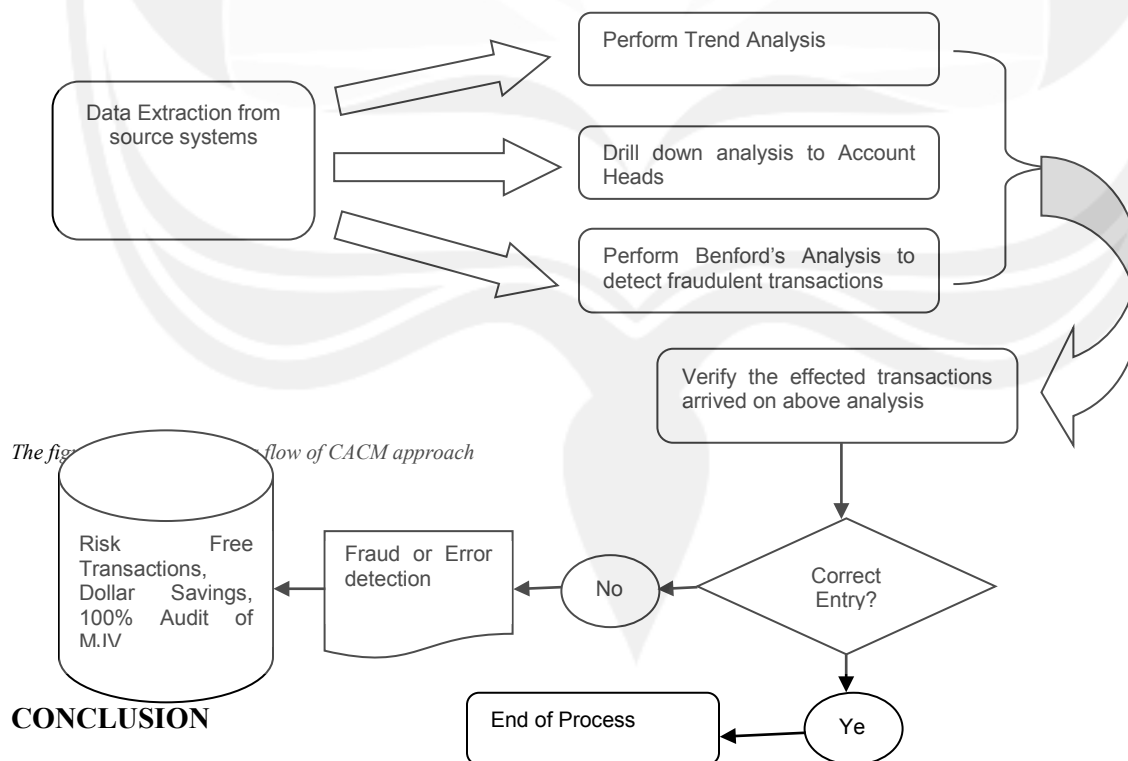 Perform Trend Analysis
Data Extraction from
source systems
Drill down analysis to Account
Heads
Perform Benford's Analysis to
detect fraudulent transactions
Verify the effected transactions
arrived on above analysis
The fig flow of CACM approach
Risk Free
Transactions,
Dollar Savings,
100% Audit of
MJV
Fraud or Error
detection
No
Correct
Entry?
CONCLUSION
End of Process
Ye